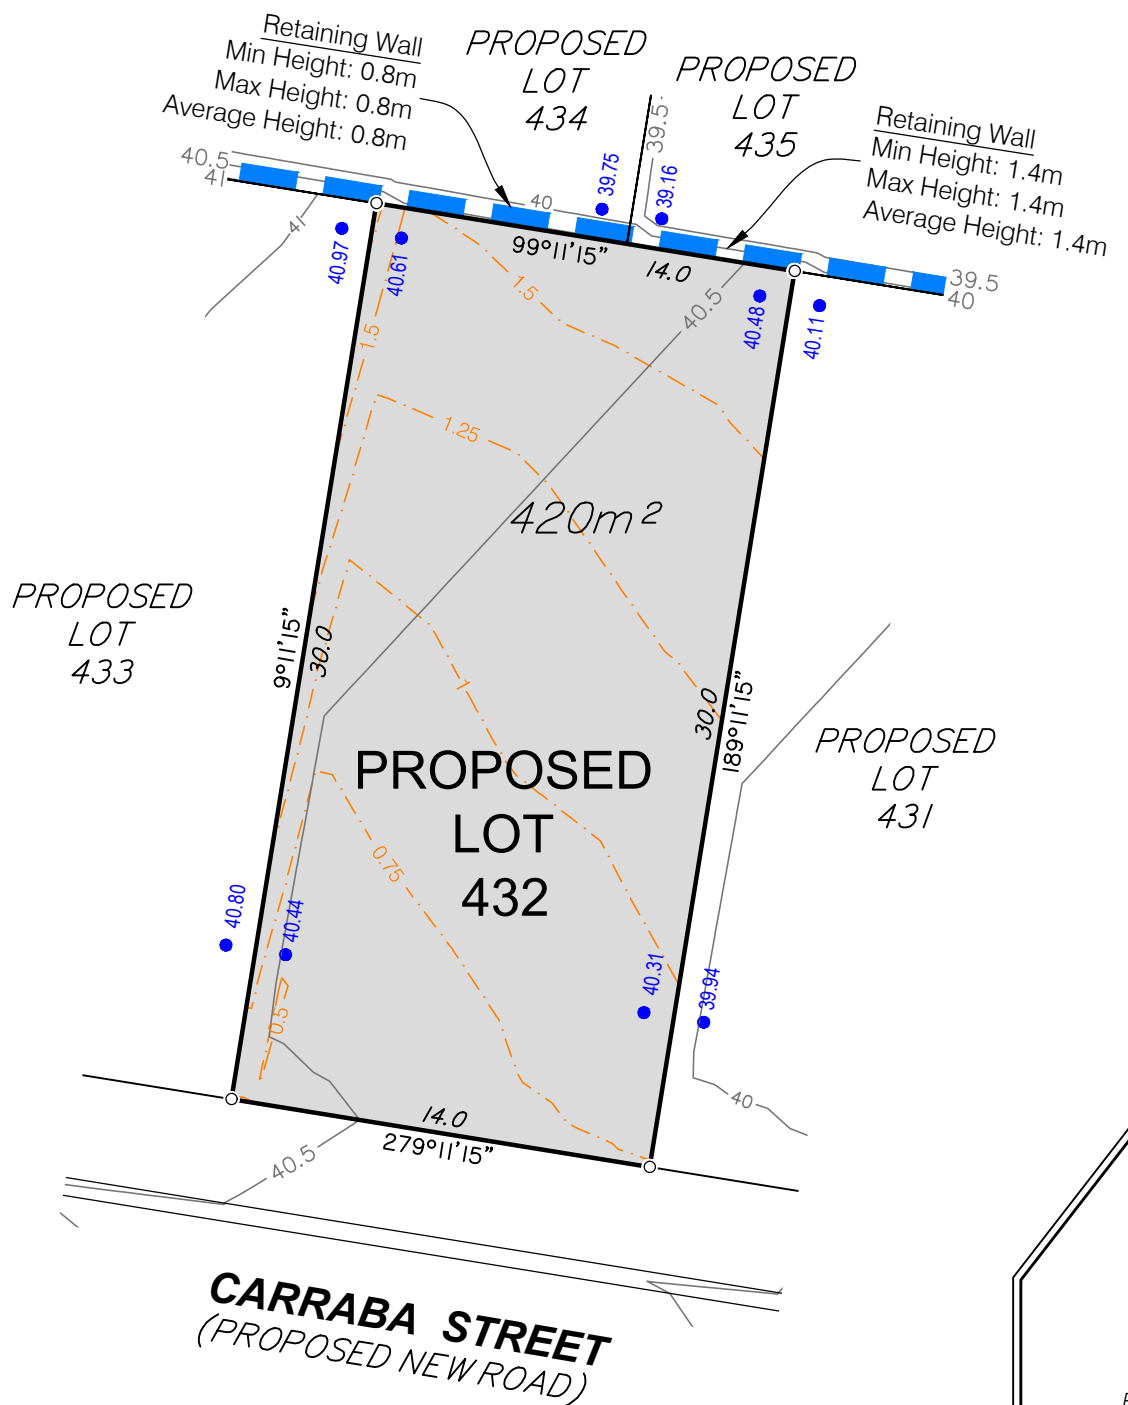 Retaining Wall
Min Height: 0.8m
Max Height: 0.8m
Average Height: 0.8m
PROPOSED
LOT
434
PROPOSED
LOT
435
Retaining Wall
Min Height: 1.4m
Max Height: 1.4m
Average Height: 1.4m
39.5
40.5
41
40
39.75
39.16
39.5
40
41
40.97
40.61
99°11'15"
14.0
1.5
40.5
40.48
40.11
1.5
1.25
420m²
PROPOSED
LOT
433
9°11'15"
30.0
1
30.0
189°11'15"
PROPOSED
LOT
431
PROPOSED
LOT
432
0.75
40.80
40.44
40.31
39.94
0.5
40
14.0
279°11'15"
40.5
CARRABA STREET
(PROPOSED NEW ROAD)